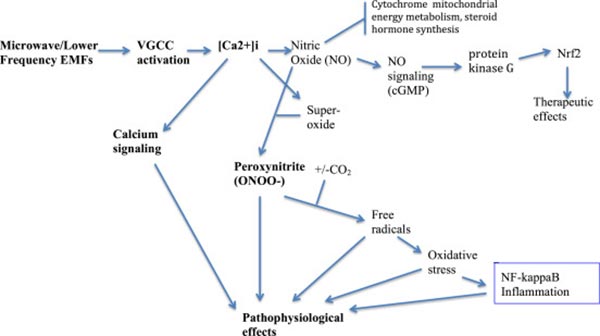 Cytochrome mitochondrial
energy metabolism, steroid
hormone synthesis
Microwave/Lower
Frequency EMFs
VGCC
activation
[Ca2+]i
Nitric
Oxide (NO)
NO
signaling
(cGMP)
protein
kinase G
Nrf2
Therapeutic
effects
Super-
oxide
Calcium
signaling
Peroxynitrite
(ONOO-)
+/-CO₂
Free
radicals
Oxidative
stress
NF-kappaB
Inflammation
Pathophysiological
effects